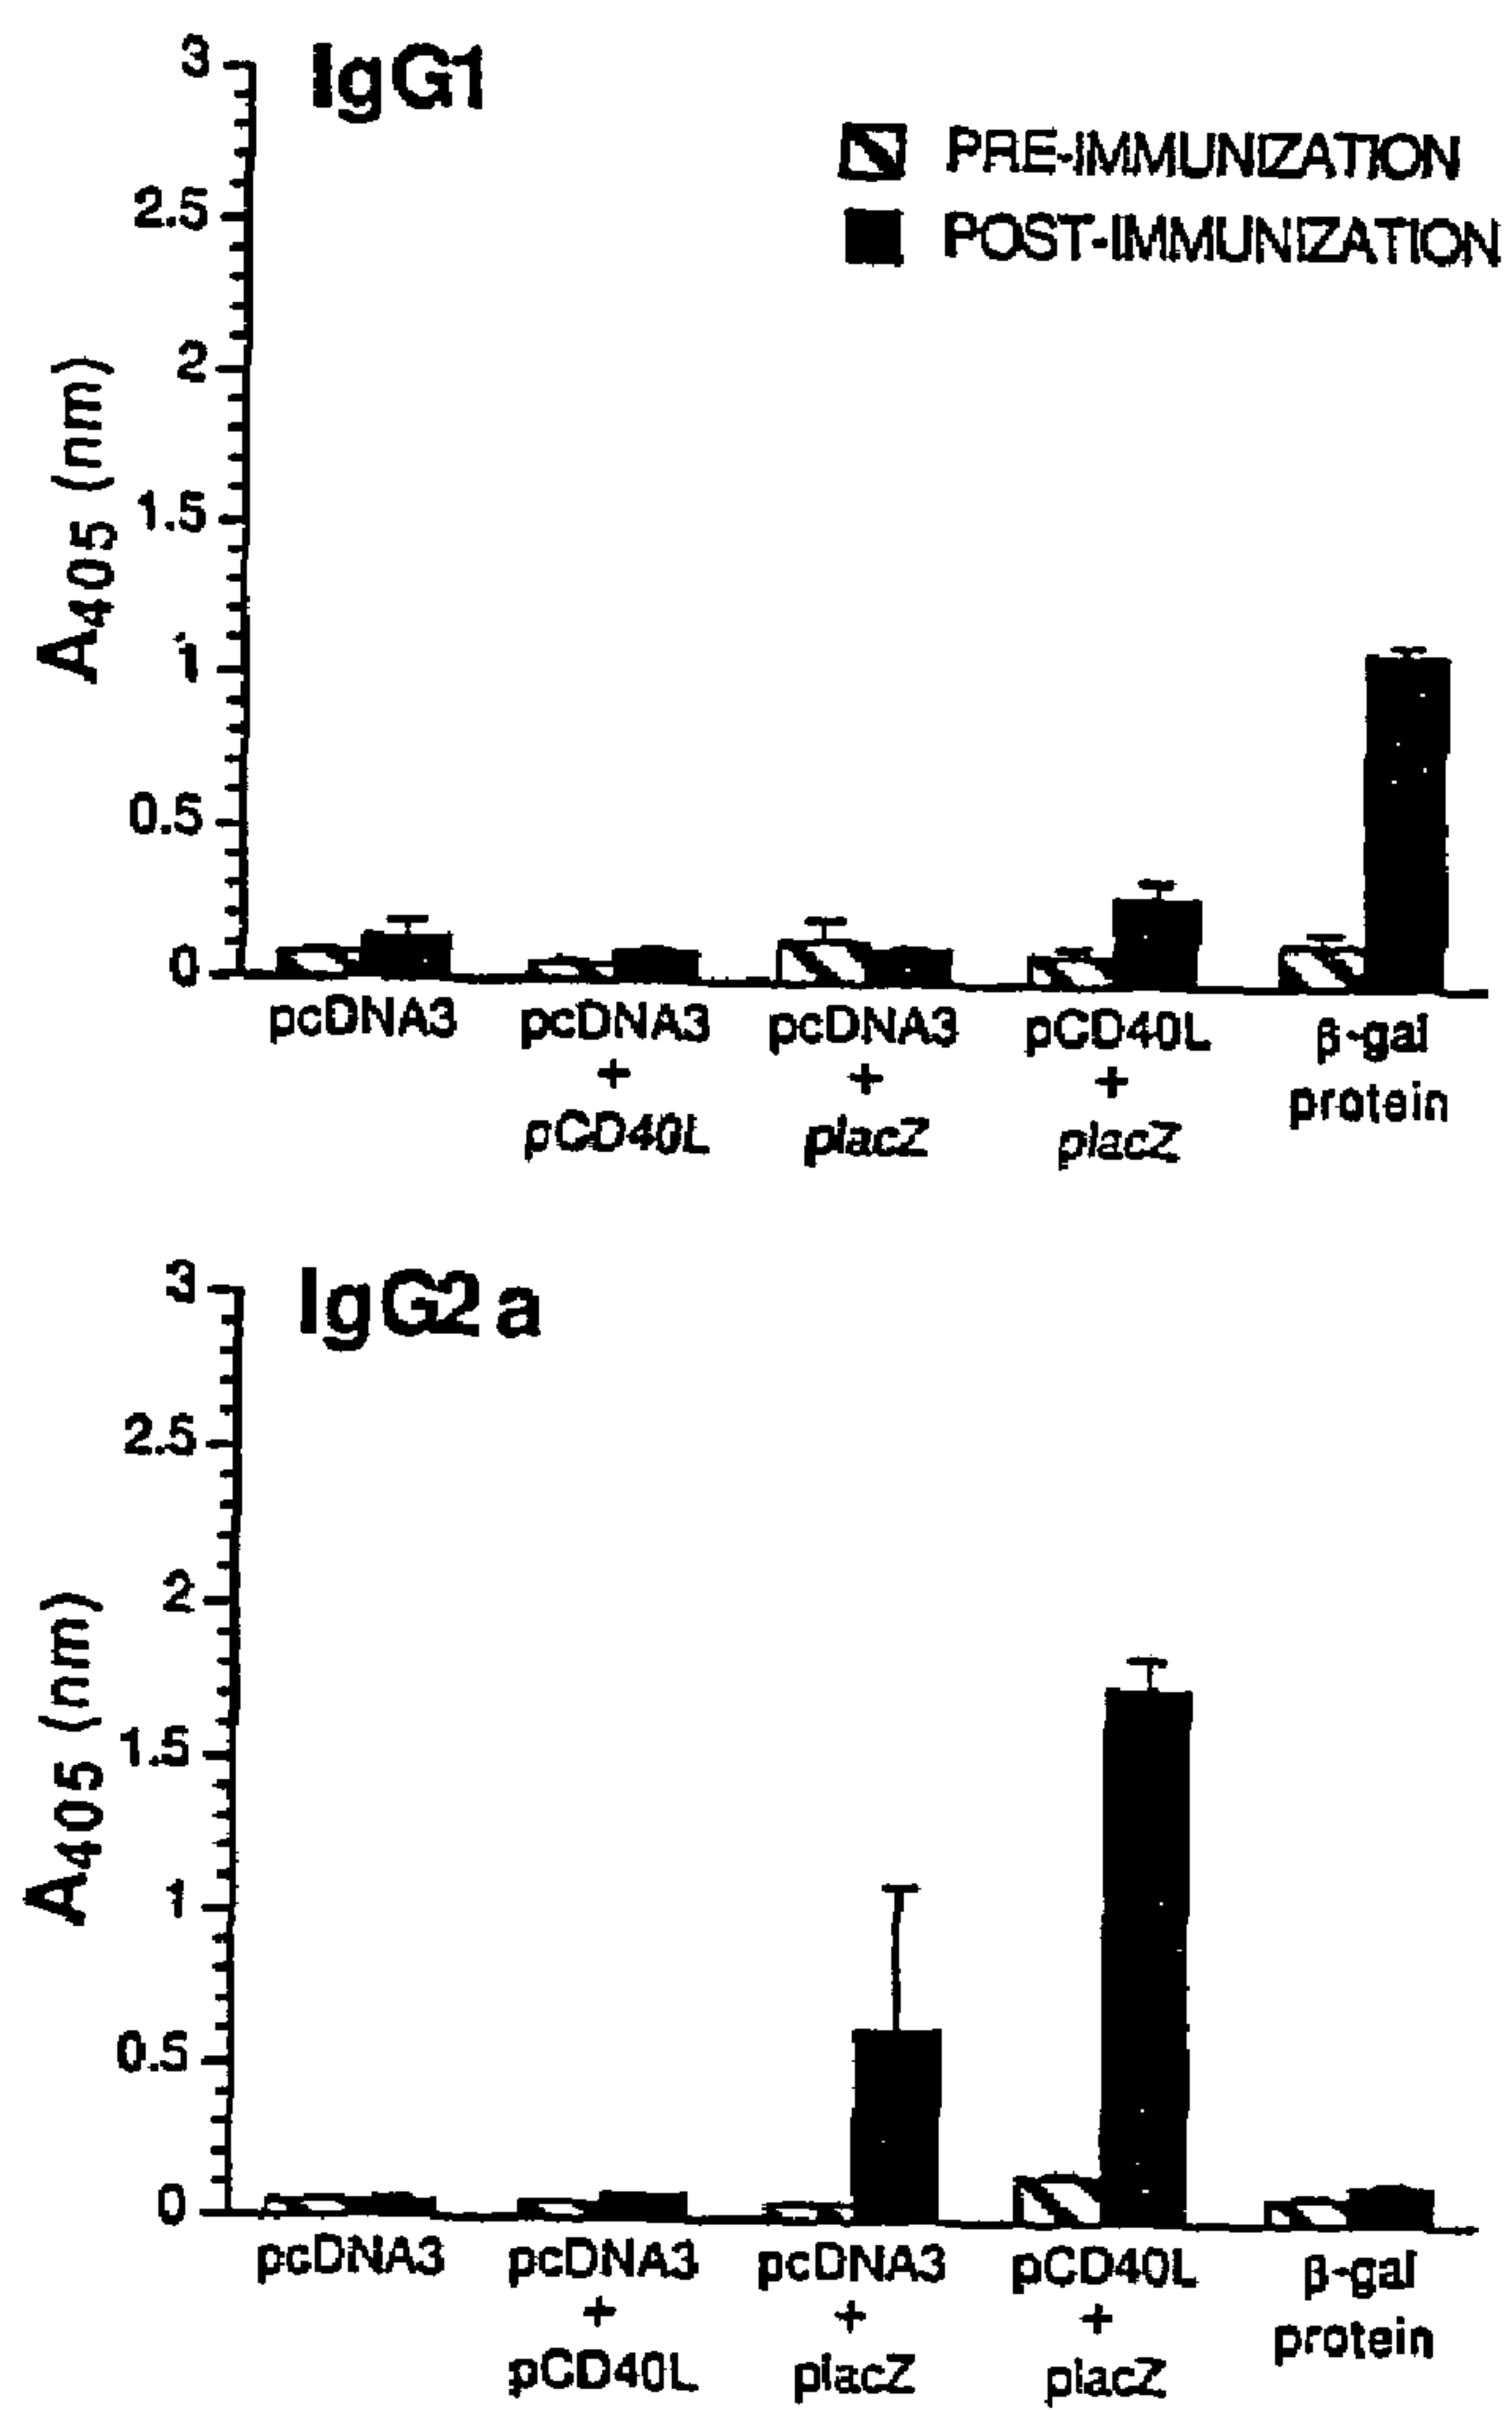 IgG1
PRE-IMMUNIZATION
POST-IMMUNIZATION
A405 (nm)
3
2.5
2
1.5
1
0.5
0
pcDNA3
pcDNA3
+
pCD40L
pcDNA3
+
placZ
pCD40L
+
placZ
β-gal
protein
IgG2a
A405 (nm)
3
2.5
2
1.5
1
0.5
0
pcDNA3
pcDNA3
+
pCD40L
pcDNA3
+
placZ
pCD40L
+
placZ
β-gal
protein